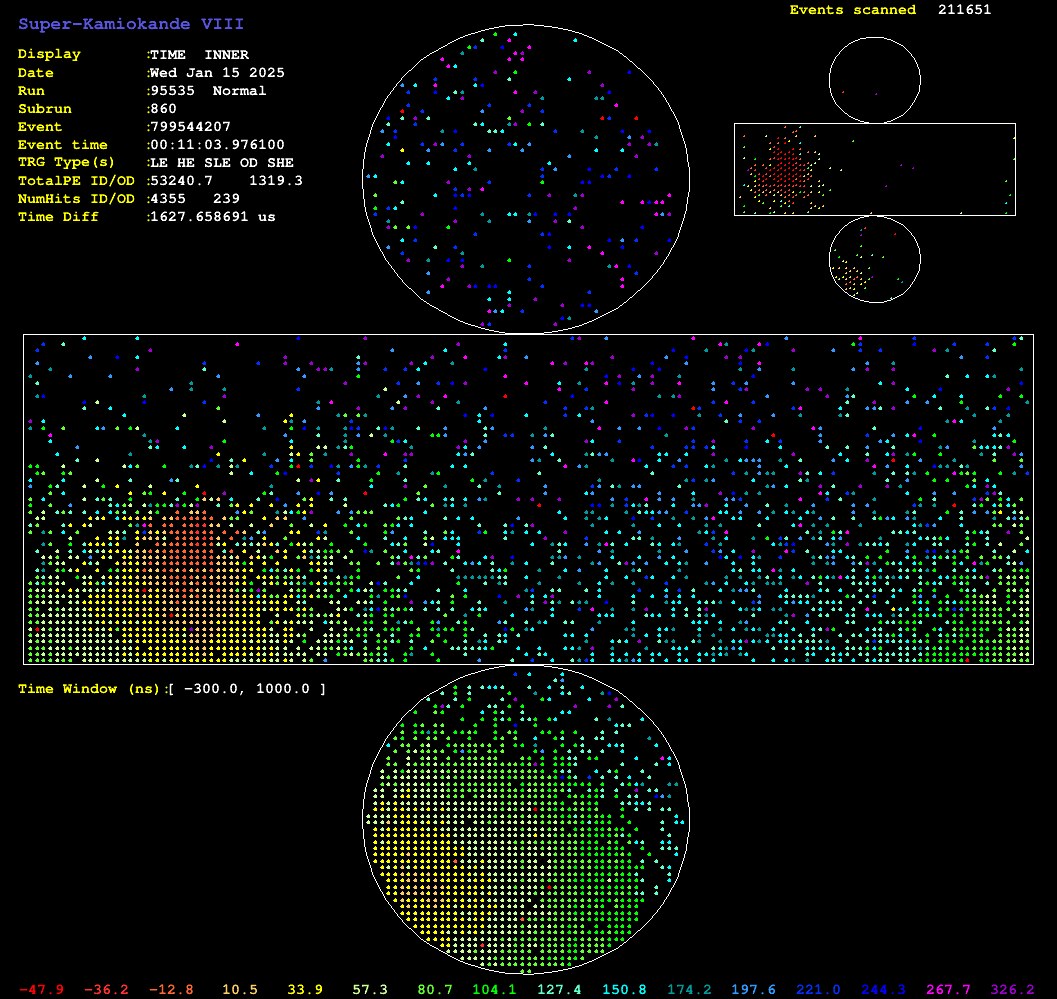 Super-Kamiokande VIII
Events scanned 211651
Display :TIME INNER
Date :Wed Jan 15 2025
Run :95535 Normal
Subrun :860
Event :799544207
Event time :00:11:03.976100
TRG Type(s) :LE HE SLE OD SHE
TotalPE ID/OD :53240.7 1319.3
NumHits ID/OD :4355 239
Time Diff :1627.658691 us
Time Window (ns):[ -300.0, 1000.0 ]
-47.9 -36.2 -12.8 10.5 33.9 57.3 80.7 104.1 127.4 150.8 174.2 197.6 221.0 244.3 267.7 326.2